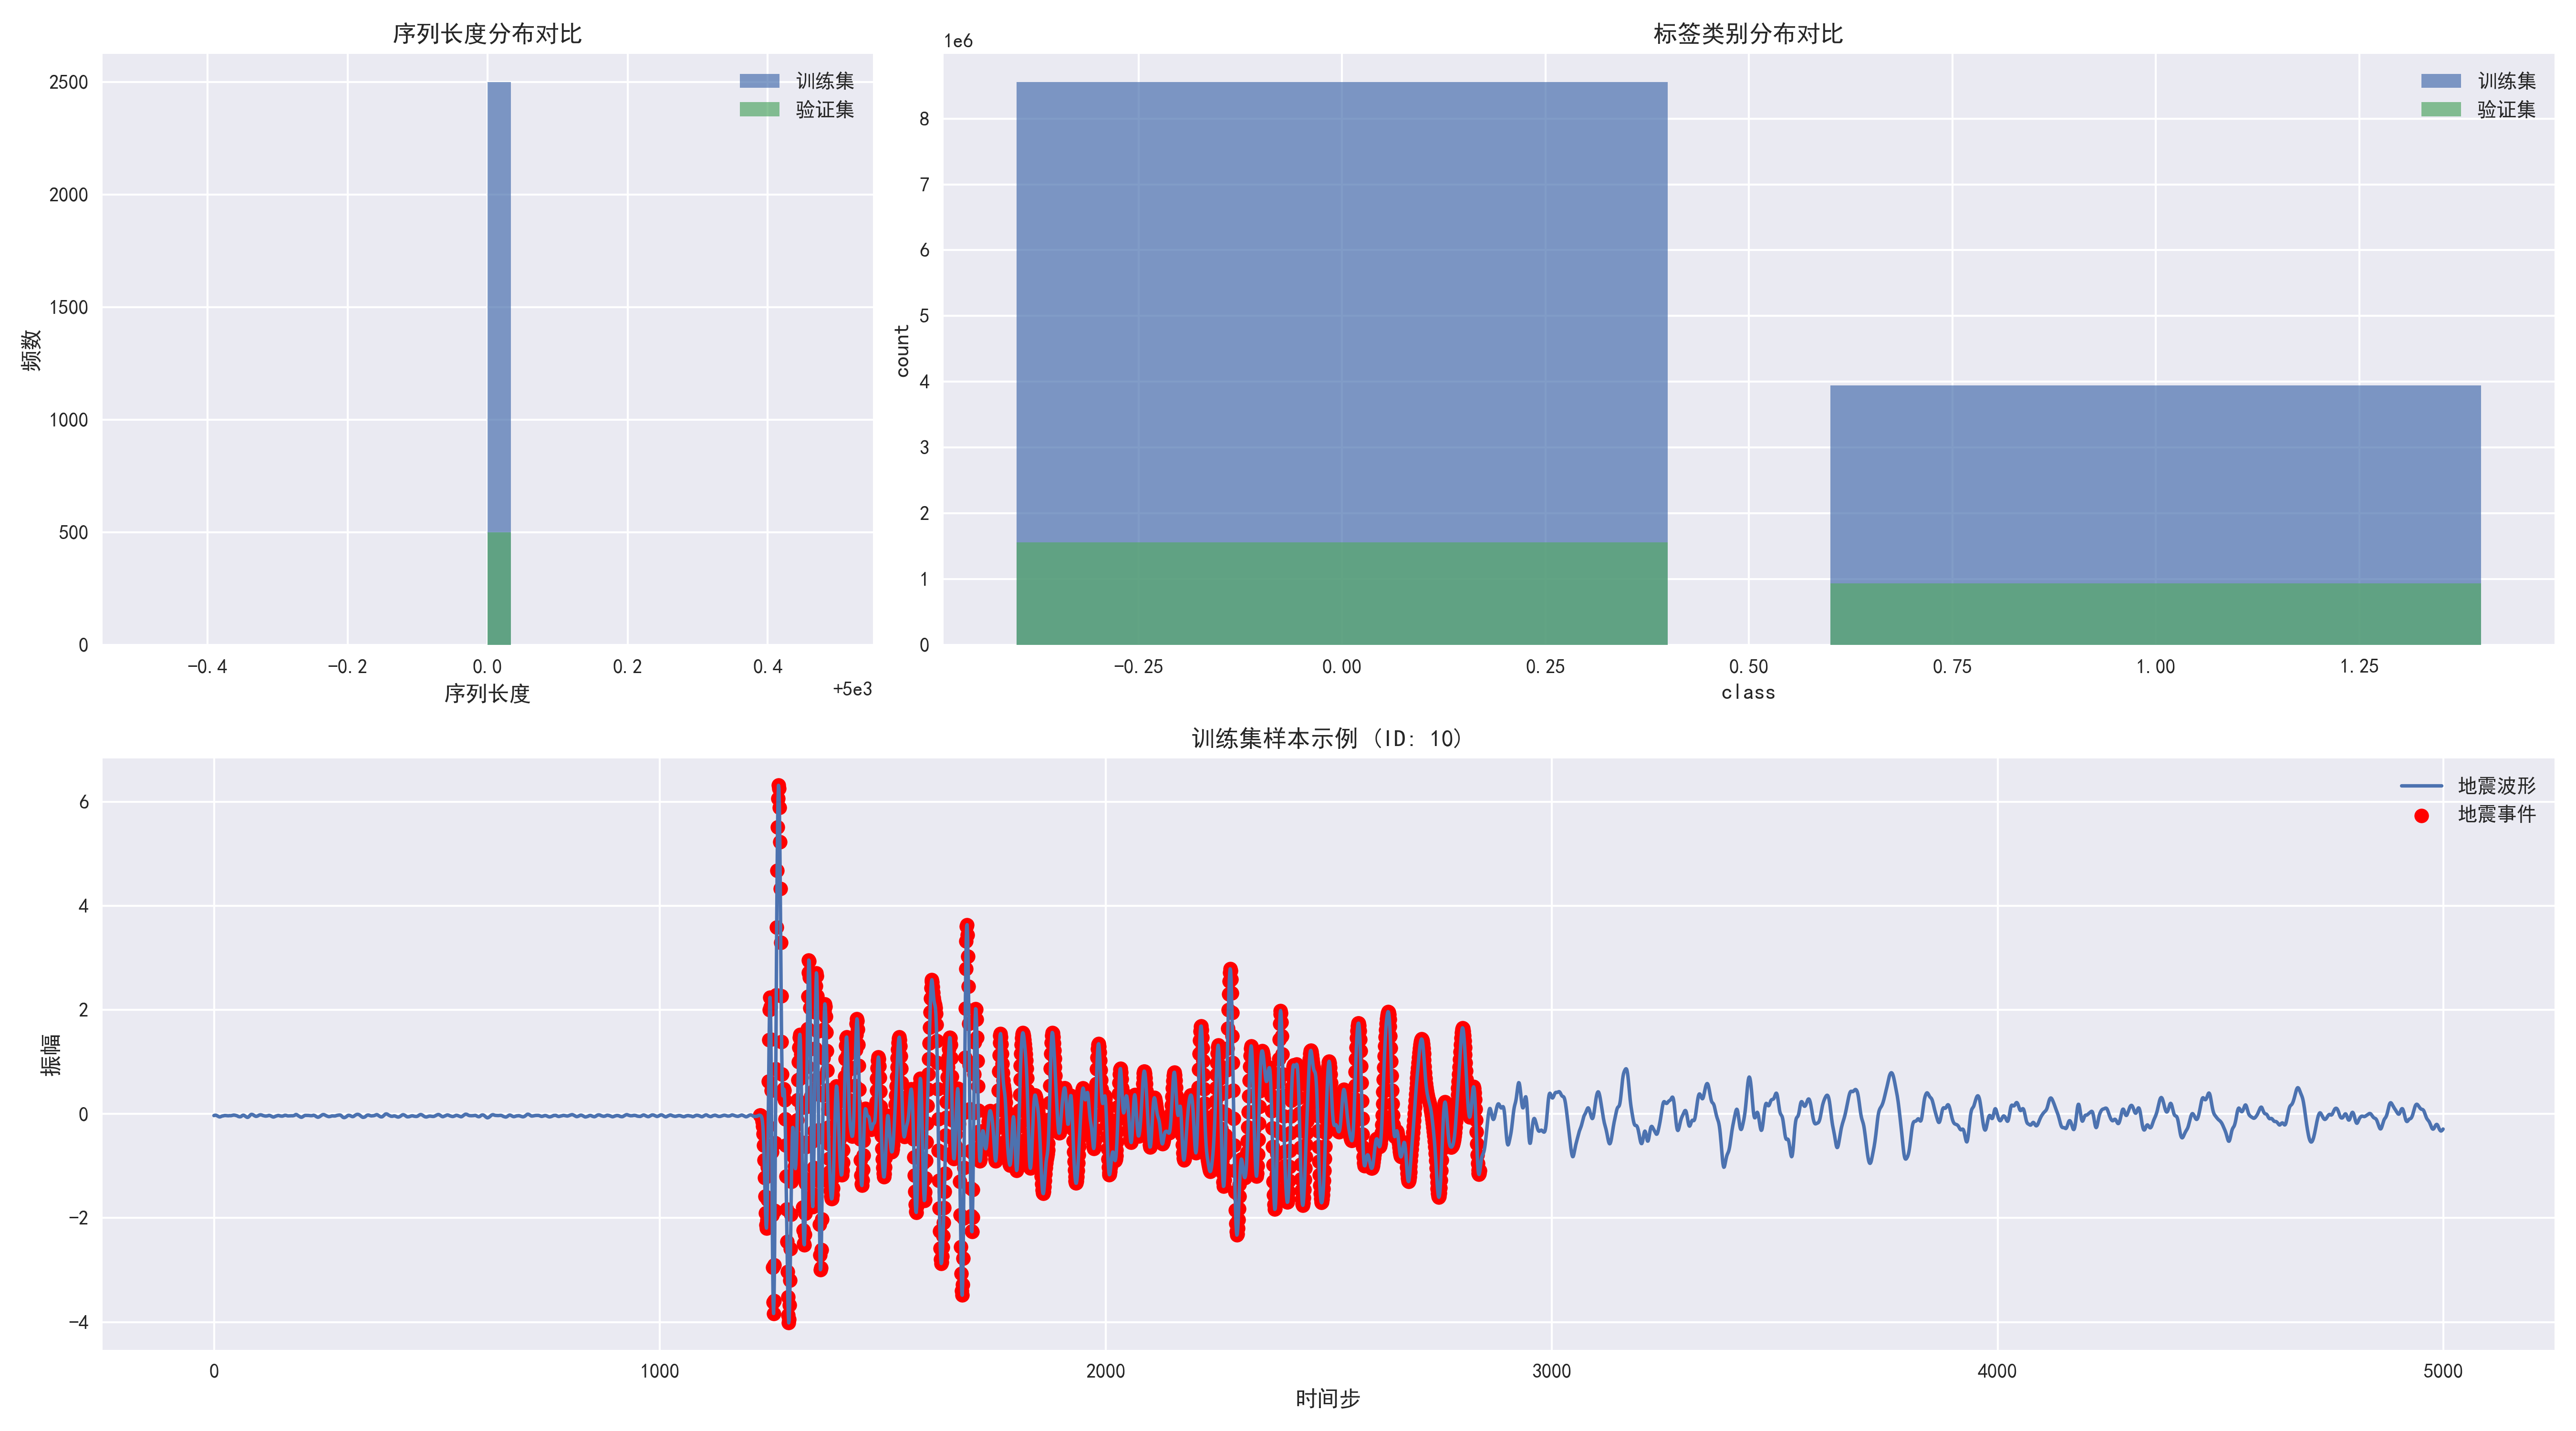 序列长度分布对比
2500
2000
1500
1000
500
0
频数
-0.4 -0.2 0.0 0.2 0.4
+5e3
序列长度
训练集
验证集
标签类别分布对比
1e6
8
7
6
5
4
3
2
1
0
count
-0.25 0.00 0.25 0.50 0.75 1.00 1.25
class
训练集
验证集
训练集样本示例 (ID: 10)
6
4
2
0
-2
-4
振幅
0 1000 2000 3000 4000 5000
时间步
地震波形
地震事件